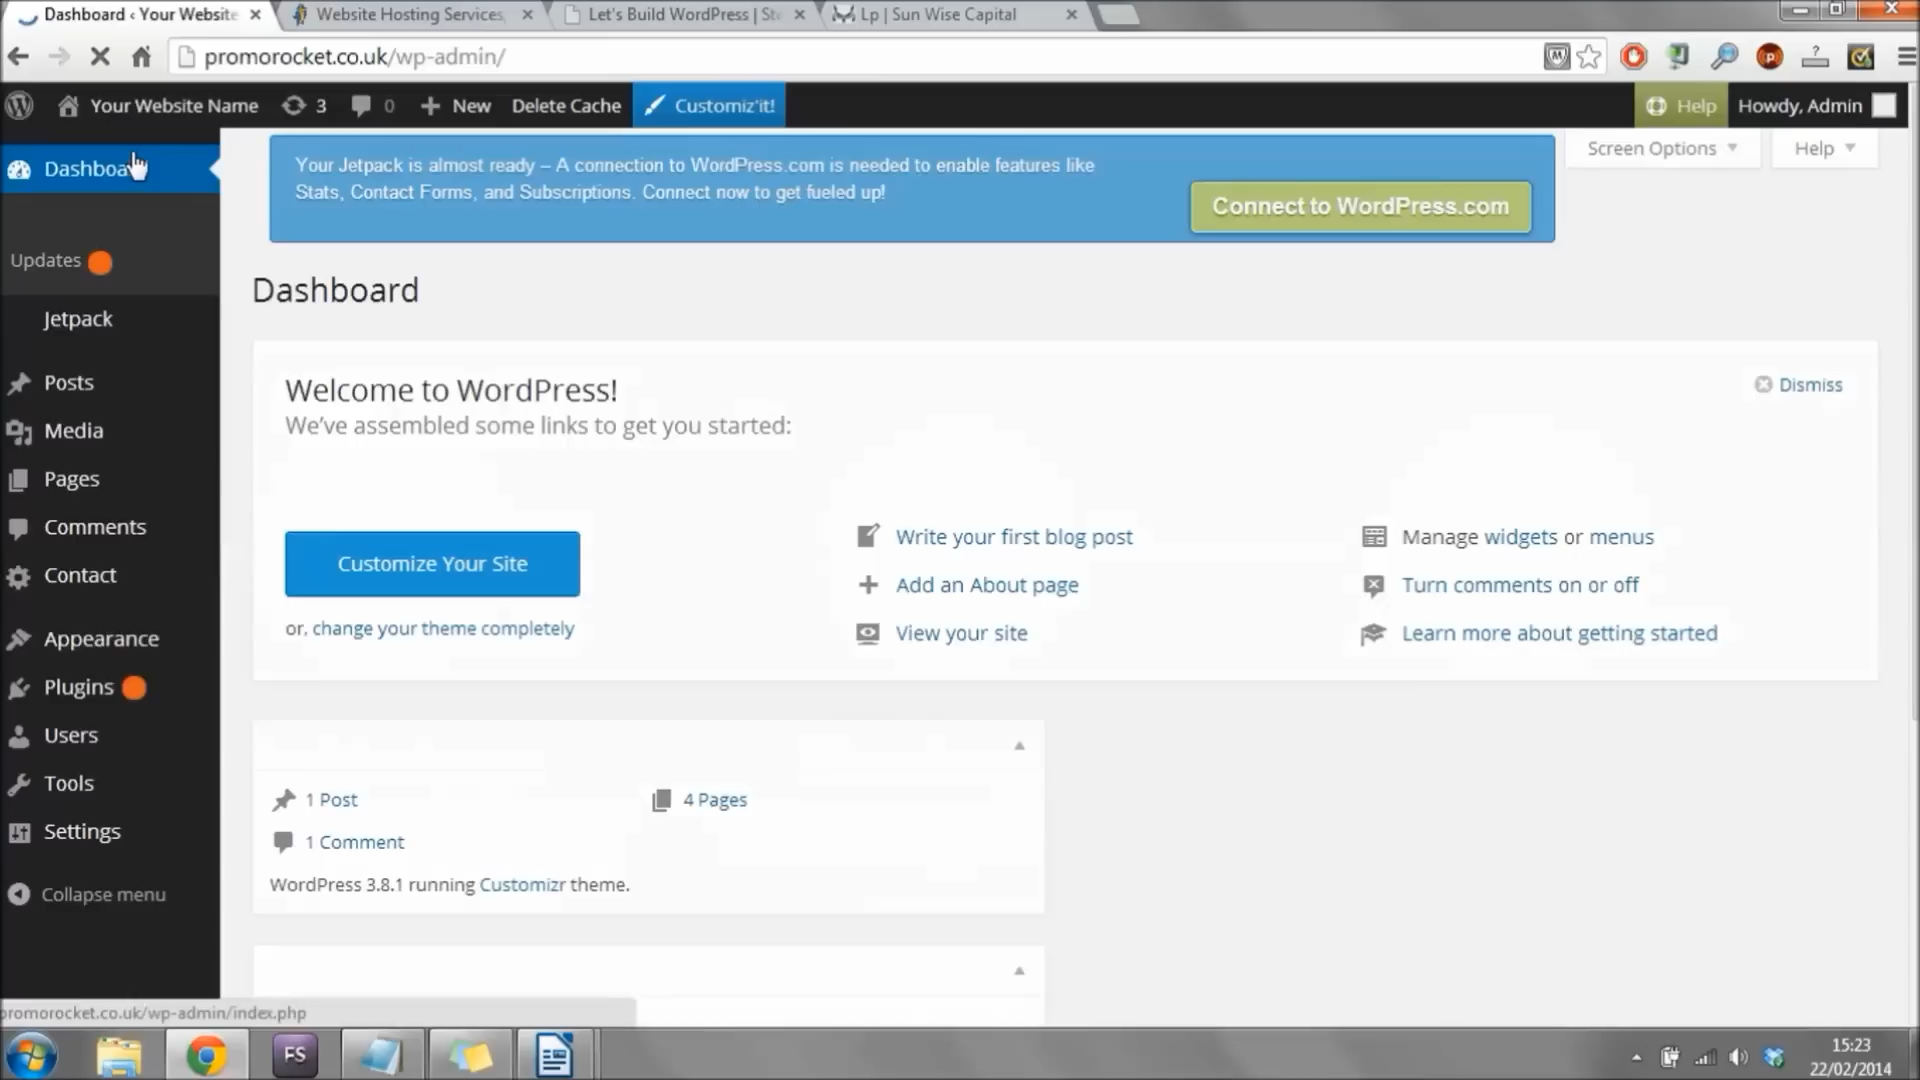 Dashboard ‹ Your Website
Website Hosting Services,
Let's Build WordPress | Ste
Lp | Sun Wise Capital
promorocket.co.uk/wp-admin/
Your Website Name
3
0
New
Delete Cache
Customiz'it!
Help
Howdy, Admin
Dashboa
Your Jetpack is almost ready – A connection to WordPress.com is needed to enable features like
Stats, Contact Forms, and Subscriptions. Connect now to get fueled up!
Connect to WordPress.com
Screen Options
Help
Updates
Jetpack
Posts
Media
Pages
Comments
Contact
Appearance
Plugins
Users
Tools
Settings
Collapse menu
Dashboard
Welcome to WordPress!
We've assembled some links to get you started:
Dismiss
Customize Your Site
or, change your theme completely
Write your first blog post
Add an About page
View your site
Manage widgets or menus
Turn comments on or off
Learn more about getting started
1 Post
4 Pages
1 Comment
WordPress 3.8.1 running Customizr theme.
promorocket.co.uk/wp-admin/index.php
FS
15:23
22/02/2014